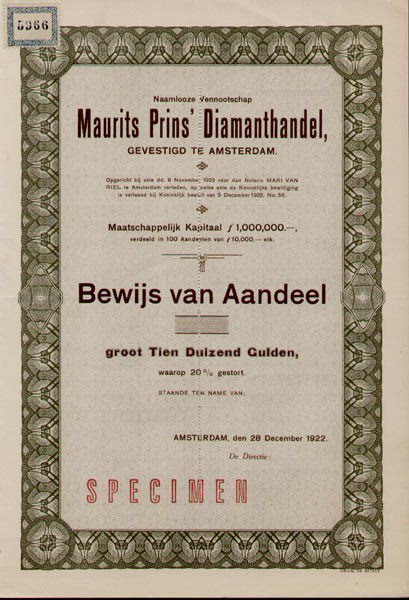 5966
Naamlooze Vennootschap
Maurits Prins' Diamanthandel,
GEVESTIGD TE AMSTERDAM.
Opgericht bij akte dd. 8 November 1922 voor den Notaris MARI VAN
RIEL te Amsterdam verleden, op welke akte de Koninklijke bewilliging
is verleend bij Koninklijk besluit van 5 December 1922, No. 56.
Maatschappelijk Kapitaal ƒ 1,000,000.—,
verdeeld in 100 Aandeelen van ƒ 10,000.— elk.
Bewijs van Aandeel
groot Tien Duizend Gulden,
waarop 20% gestort.
STAANDE TEN NAME VAN:
AMSTERDAM, den 28 December 1922.
De Directie:
SPECIMEN